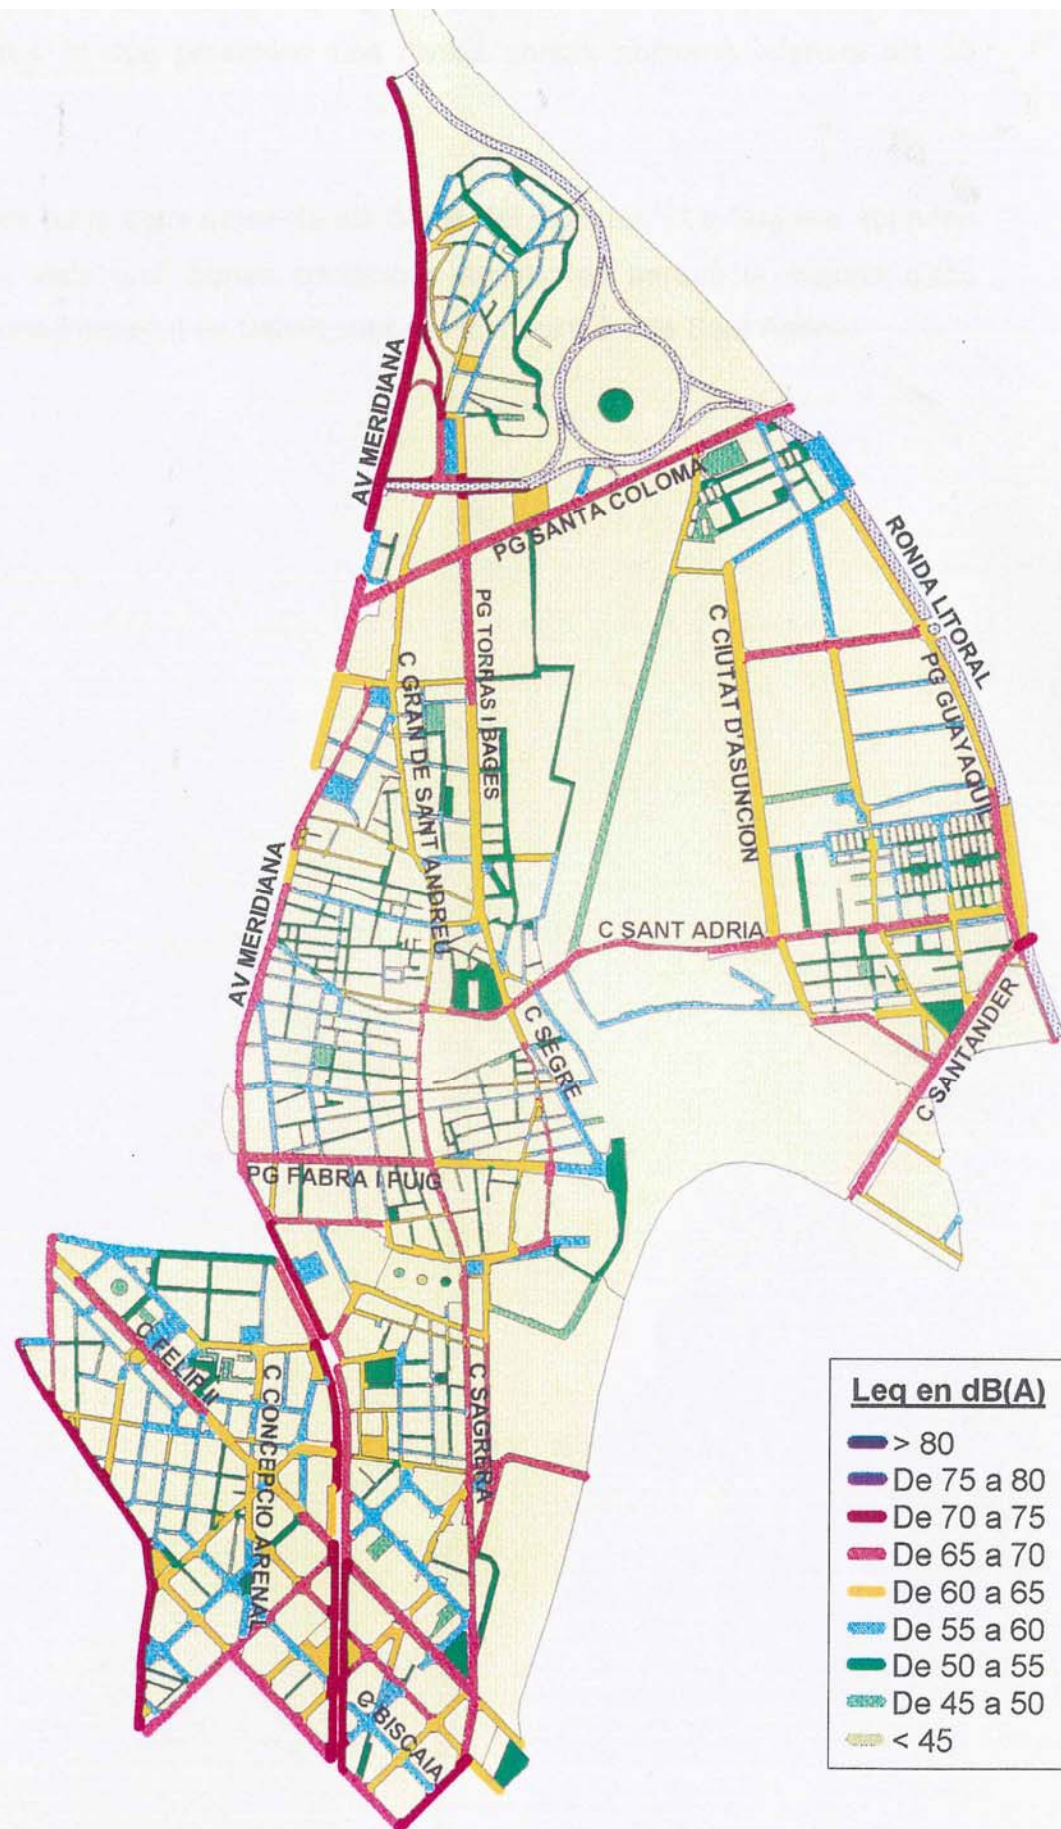 AV MERIDIANA
PG SANTA COLOMA
RONDA LITORAL
PG TORRAS I BAGES
C GRAN DE SANT ANDREU
C CIUTAT D'ASUNCION
PG GUAYAQUIL
AV MERIDIANA
C SANT ADRIA
C SEGRE
C SANTANDER
PG FABRA I PUIG
C FELIP II
C CONCEPCIO ARENAL
C SAGRERA
C BISCAIA
Leq en dB(A)
> 80
De 75 a 80
De 70 a 75
De 65 a 70
De 60 a 65
De 55 a 60
De 50 a 55
De 45 a 50
< 45